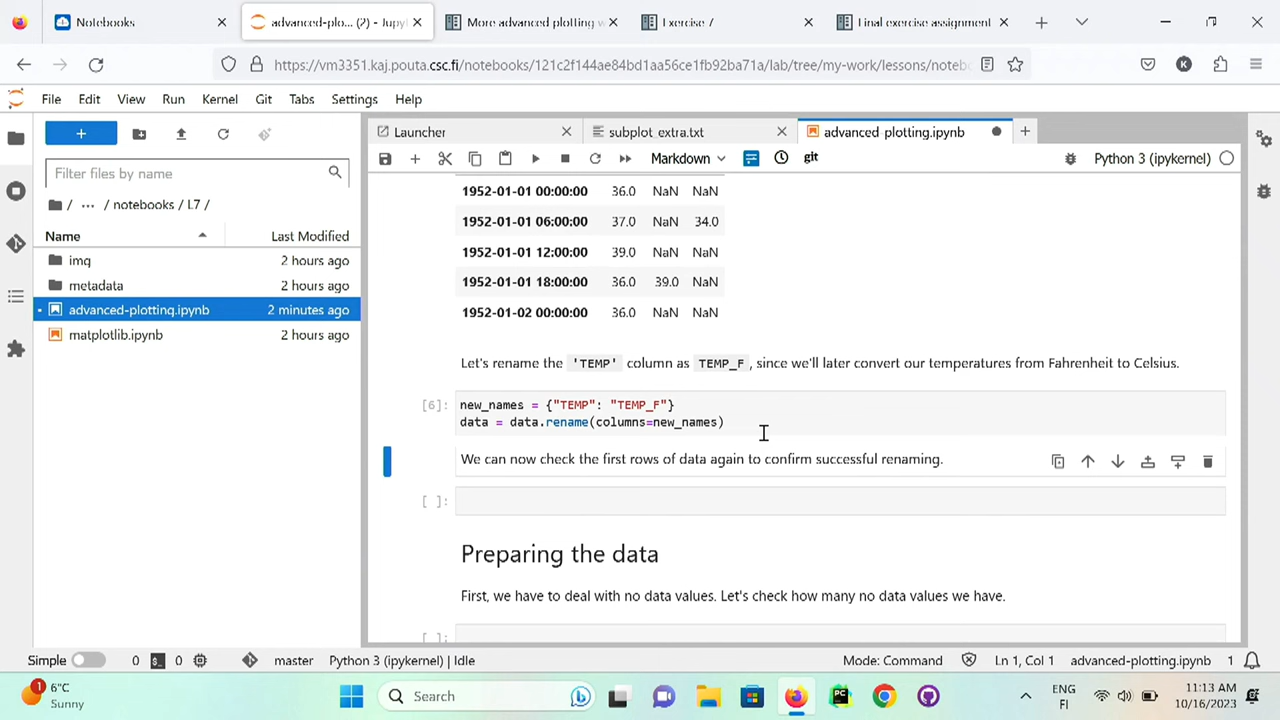 Notebooks
advanced-plo... (2) - Jupyt
More advanced plotting w
Exercise 7
Final exercise assignment
https://vm3351.kaj.pouta.csc.fi/notebooks/121c2f144ae84bd1aa56ce1fb92ba71a/lab/tree/my-work/lessons/noteb
K
File Edit View Run Kernel Git Tabs Settings Help
Launcher
subplot_extra.txt
advanced-plotting.ipynb
Filter files by name
Markdown
git
Python 3 (ipykernel)
/ ... / notebooks / L7 /
Name Last Modified
img 2 hours ago
metadata 2 hours ago
advanced-plotting.ipynb 2 minutes ago
matplotlib.ipynb 2 hours ago
1952-01-01 00:00:00 36.0 NaN NaN
1952-01-01 06:00:00 37.0 NaN 34.0
1952-01-01 12:00:00 39.0 NaN NaN
1952-01-01 18:00:00 36.0 39.0 NaN
1952-01-02 00:00:00 36.0 NaN NaN
Let's rename the 'TEMP' column as TEMP_F , since we'll later convert our temperatures from Fahrenheit to Celsius.
[6]: new_names = {"TEMP": "TEMP_F"}
data = data.rename(columns=new_names)
We can now check the first rows of data again to confirm successful renaming.
[ ]:
Preparing the data
First, we have to deal with no data values. Let's check how many no data values we have.
[ ]:
Simple 0 0 master Python 3 (ipykernel) | Idle Mode: Command Ln 1, Col 1 advanced-plotting.ipynb 1
1 6°C
Sunny
Search
ENG
FI
11:13 AM
10/16/2023